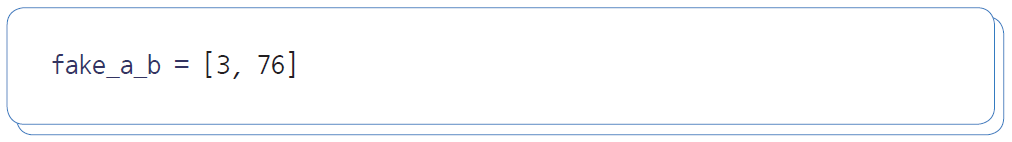 fake_a_b = [3, 76]